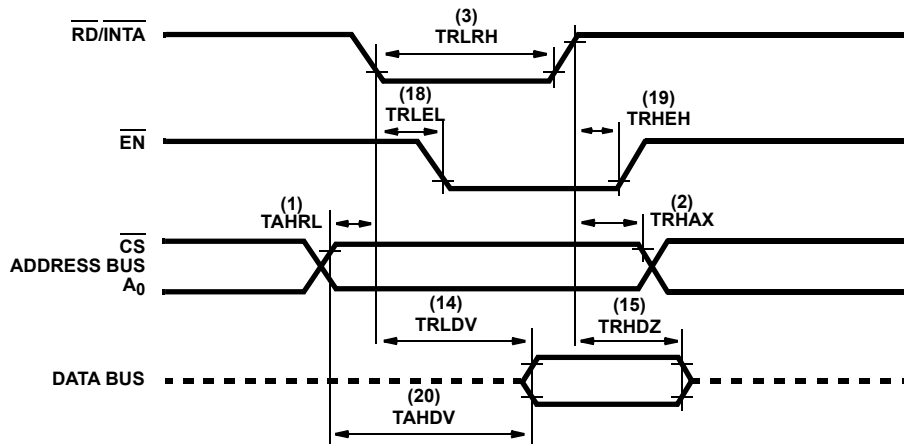 (3)
RD/INTA
TRLRH
(18)
TRLEL
(19)
TRHEH
EN
(1)
TAHRL
(2)
TRHAX
CS
ADDRESS BUS
A0
(14)
TRLDV
(15)
TRHDZ
DATA BUS
(20)
TAHDV